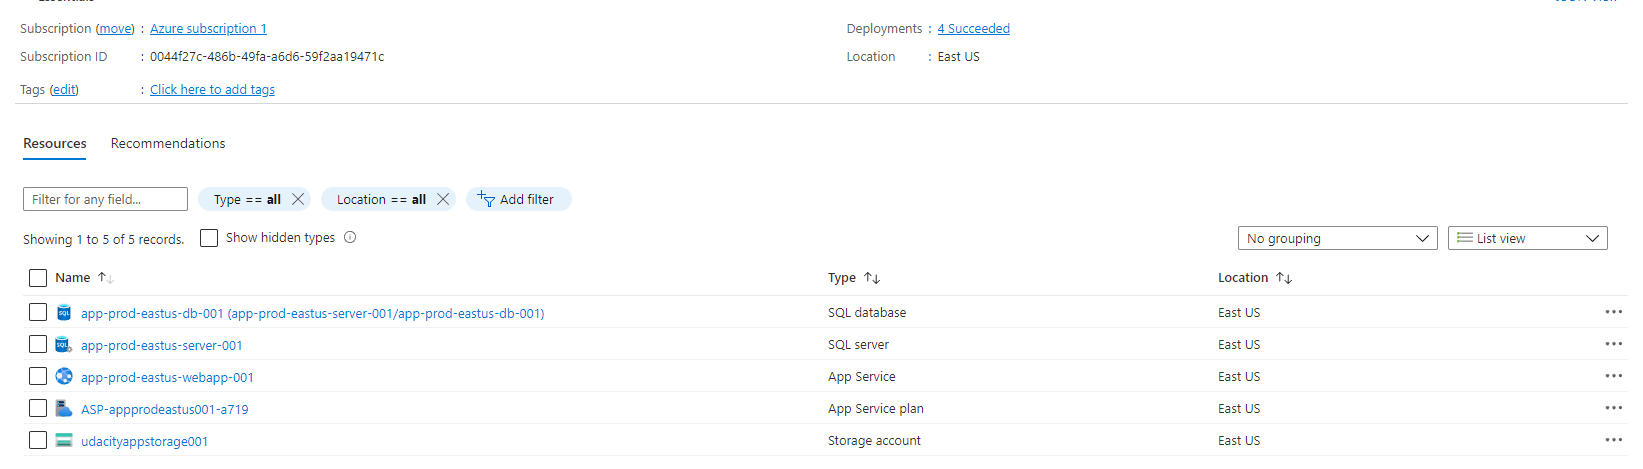 Subscription (move) : Azure subscription 1
Deployments : 4 Succeeded
Subscription ID : 0044f27c-486b-49fa-a6d6-59f2aa19471c
Location : East US
Tags (edit) : Click here to add tags
Resources Recommendations
Filter for any field... Type == all Location == all Add filter
Showing 1 to 5 of 5 records. Show hidden types
No grouping List view
Name Type Location
app-prod-eastus-db-001 (app-prod-eastus-server-001/app-prod-eastus-db-001) SQL database East US
app-prod-eastus-server-001 SQL server East US
app-prod-eastus-webapp-001 App Service East US
ASP-appprodeastus001-a719 App Service plan East US
udacityappstorage001 Storage account East US